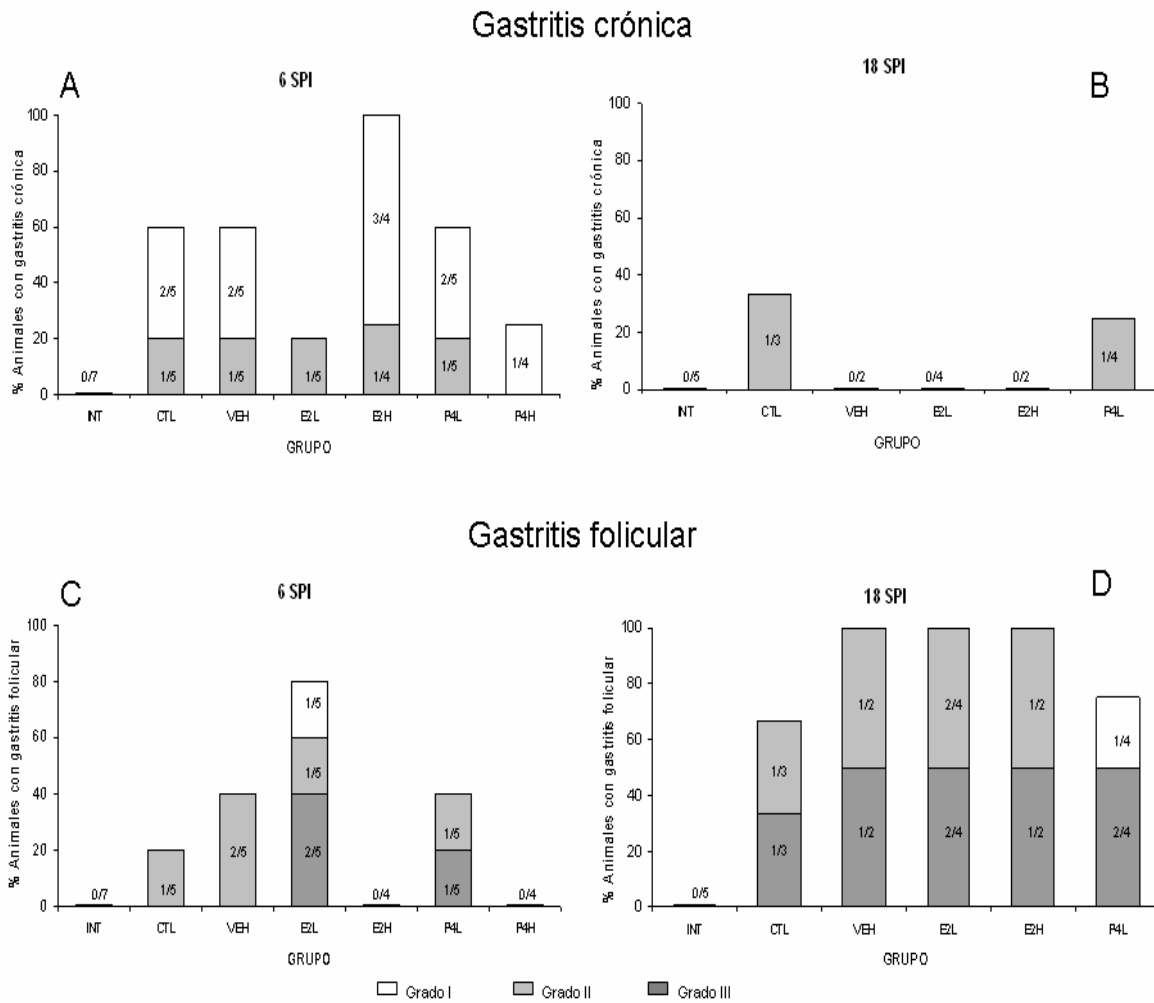 Gastritis crónica
A
6 SPI
% Animales con gastritis crónica
100
80
60
40
20
0
0/7
2/5
1/5
2/5
1/5
1/5
3/4
1/4
2/5
1/5
1/4
INT CTL VEH E2L E2H P4L P4H
GRUPO
18 SPI
B
% Animales con gastritis crónica
100
80
60
40
20
0
0/5
1/3
0/2
0/4
0/2
1/4
INT CTL VEH E2L E2H P4L
GRUPO
Gastritis folicular
C
6 SPI
% Animales con gastritis folicular
100
80
60
40
20
0
0/7
1/5
2/5
1/5
1/5
2/5
0/4
1/5
1/5
0/4
INT CTL VEH E2L E2H P4L P4H
GRUPO
18 SPI
D
% Animales con gastritis folicular
100
80
60
40
20
0
0/5
1/3
1/3
1/2
1/2
2/4
2/4
1/2
1/2
1/4
2/4
INT CTL VEH E2L E2H P4L
GRUPO
Grado I Grado II Grado III